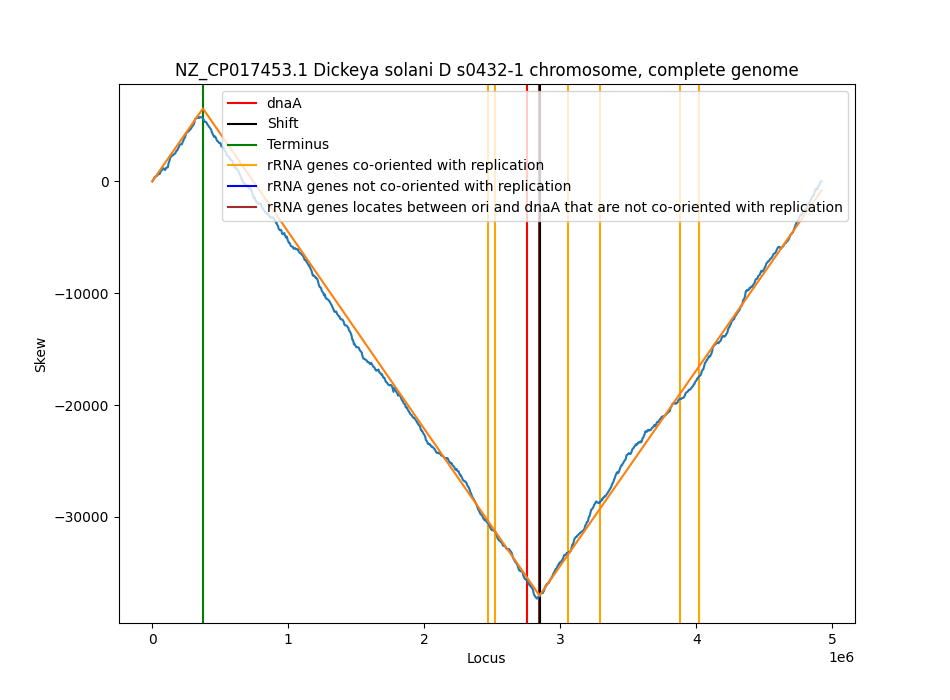 NZ_CP017453.1 Dickeya solani D s0432-1 chromosome, complete genome
dnaA
Shift
Terminus
rRNA genes co-oriented with replication
rRNA genes not co-oriented with replication
rRNA genes locates between ori and dnaA that are not co-oriented with replication
0
−10000
−20000
−30000
Skew
0 1 2 3 4 5
1e6
Locus